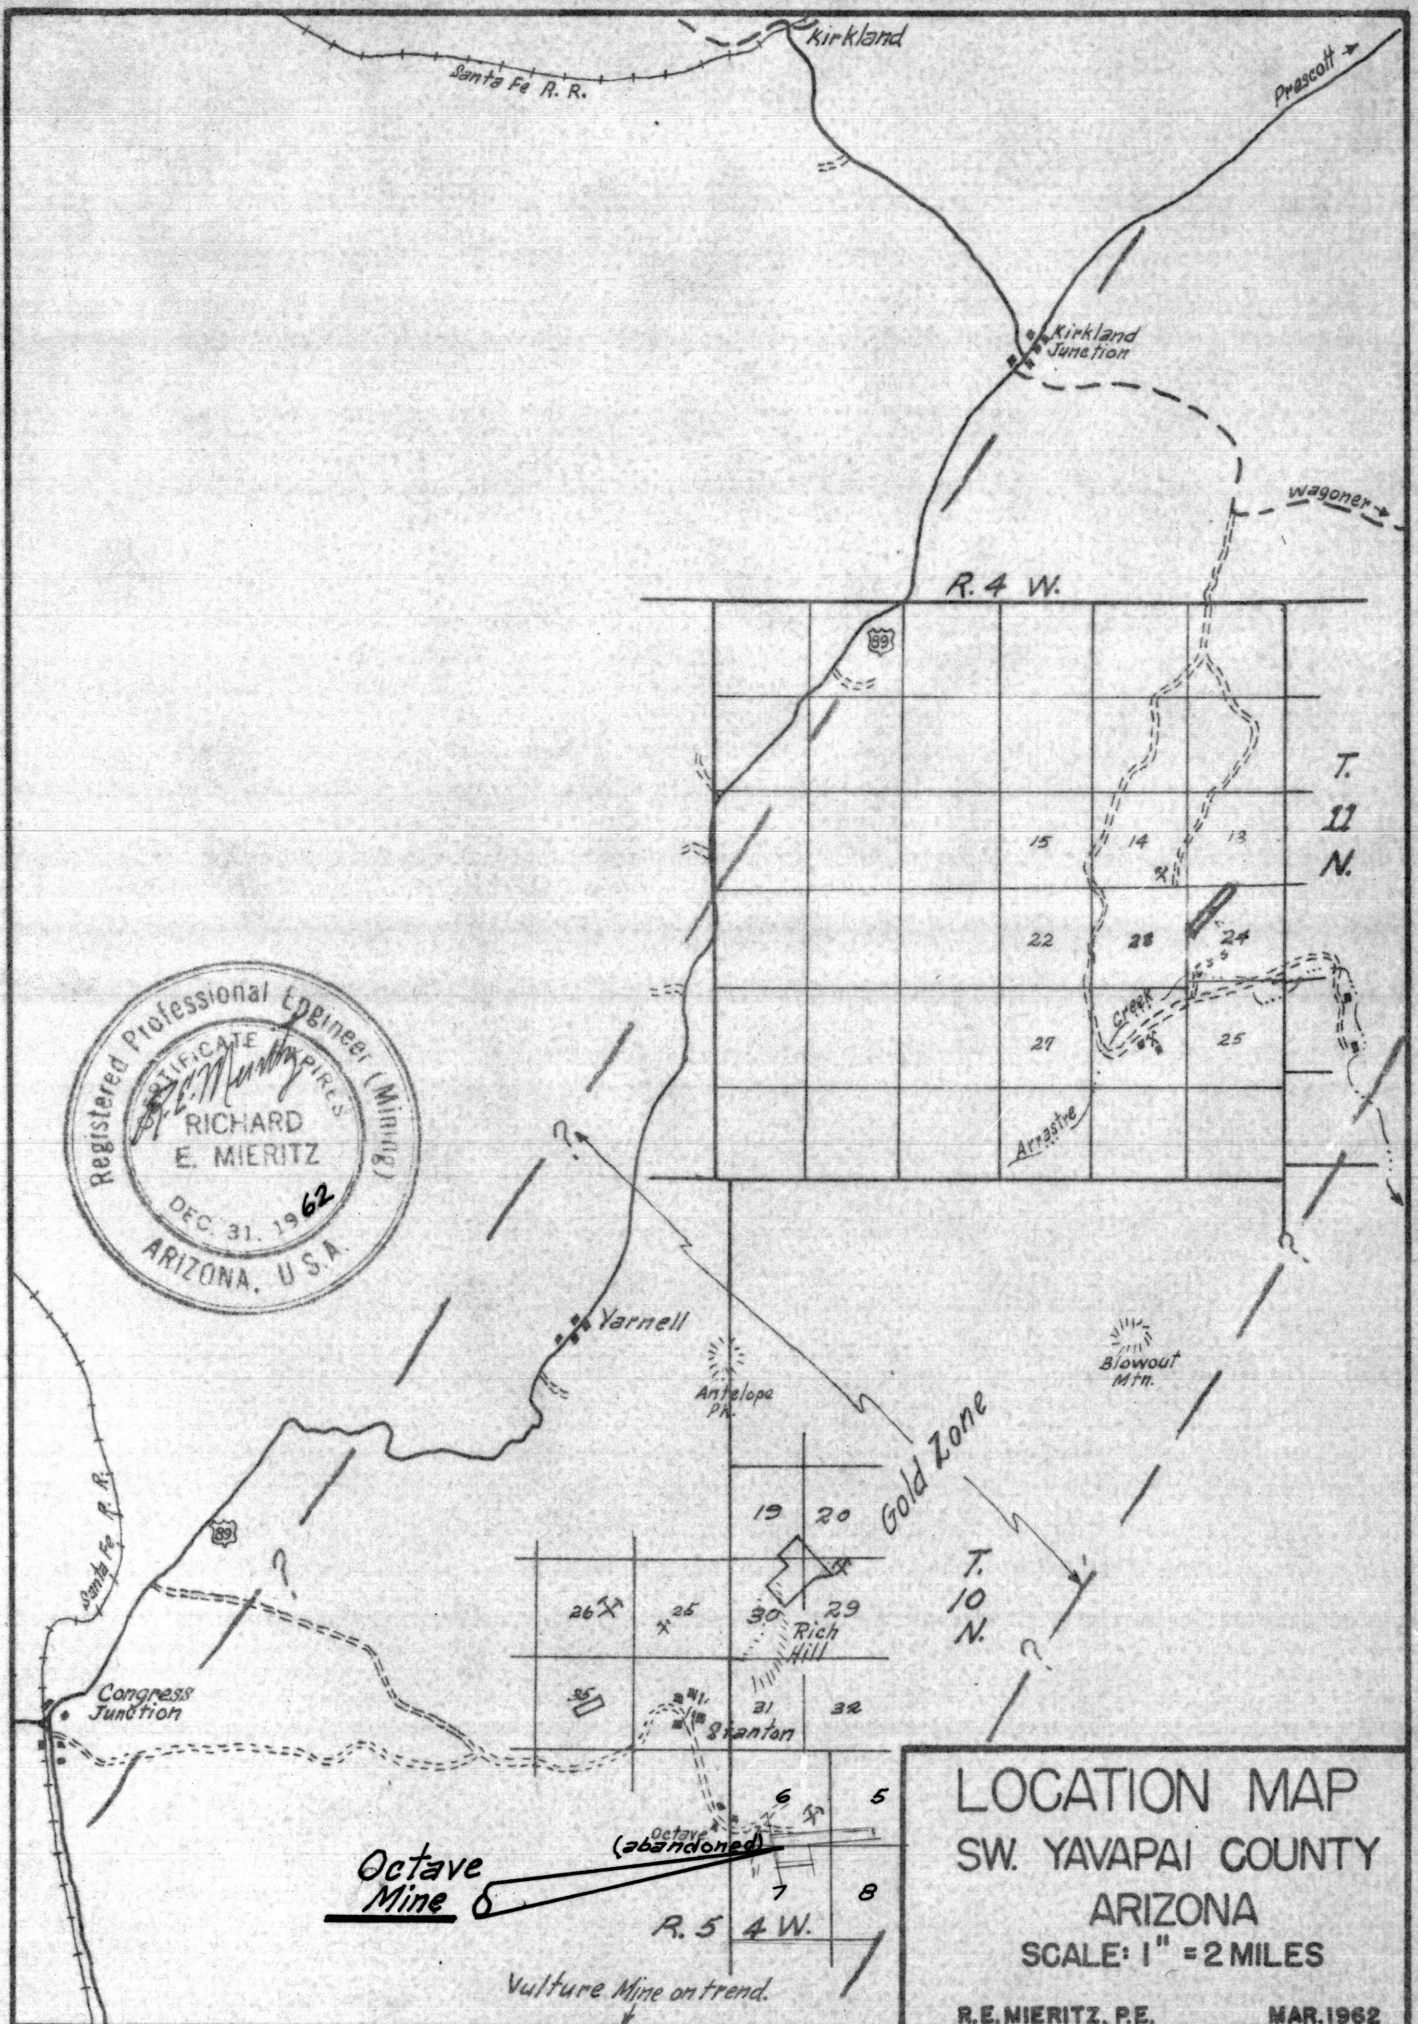 Kirkland
Santa Fe R. R.
Prescott
Kirkland
Junction
Wagoner
R. 4 W.
89
T.
11
N.
15
14
13
22
23
24
Creek
27
25
Arrastre
Registered Professional Engineer (Mining)
CERTIFICATE EXPIRES
R.E. Mieritz
RICHARD
E. MIERITZ
DEC. 31. 1962
ARIZONA, U.S.A.
?
?
Yarnell
Antelope
Pk.
Blowout
Mtn.
Gold Zone
Santa Fe R. R.
89
?
19
20
T.
10
N.
26
25
30
29
Rich
Hill
?
Congress
Junction
35
31
32
Stanton
6
5
Octave
(abandoned)
Octave
Mine
7
8
R. 5
4 W.
Vulture Mine on trend.
LOCATION MAP
SW. YAVAPAI COUNTY
ARIZONA
SCALE: 1" = 2 MILES
R.E. MIERITZ, P.E.
MAR. 1962